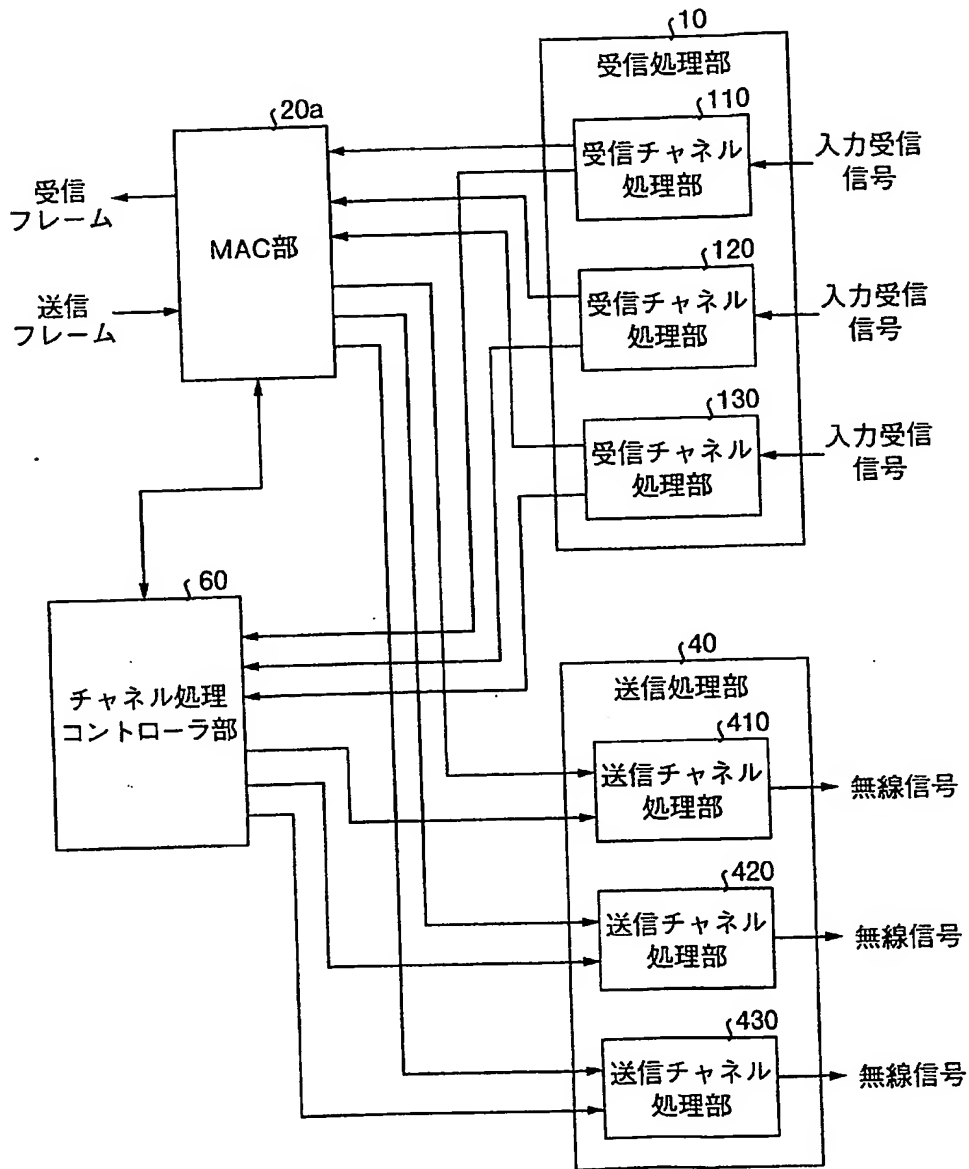 10
受信処理部
20a
110
受信チャネル
処理部
入力受信
信号
受信
フレーム
MAC部
120
受信チャネル
処理部
入力受信
信号
送信
フレーム
130
受信チャネル
処理部
入力受信
信号
60
チャネル処理
コントローラ部
40
送信処理部
410
送信チャネル
処理部
無線信号
420
送信チャネル
処理部
無線信号
430
送信チャネル
処理部
無線信号